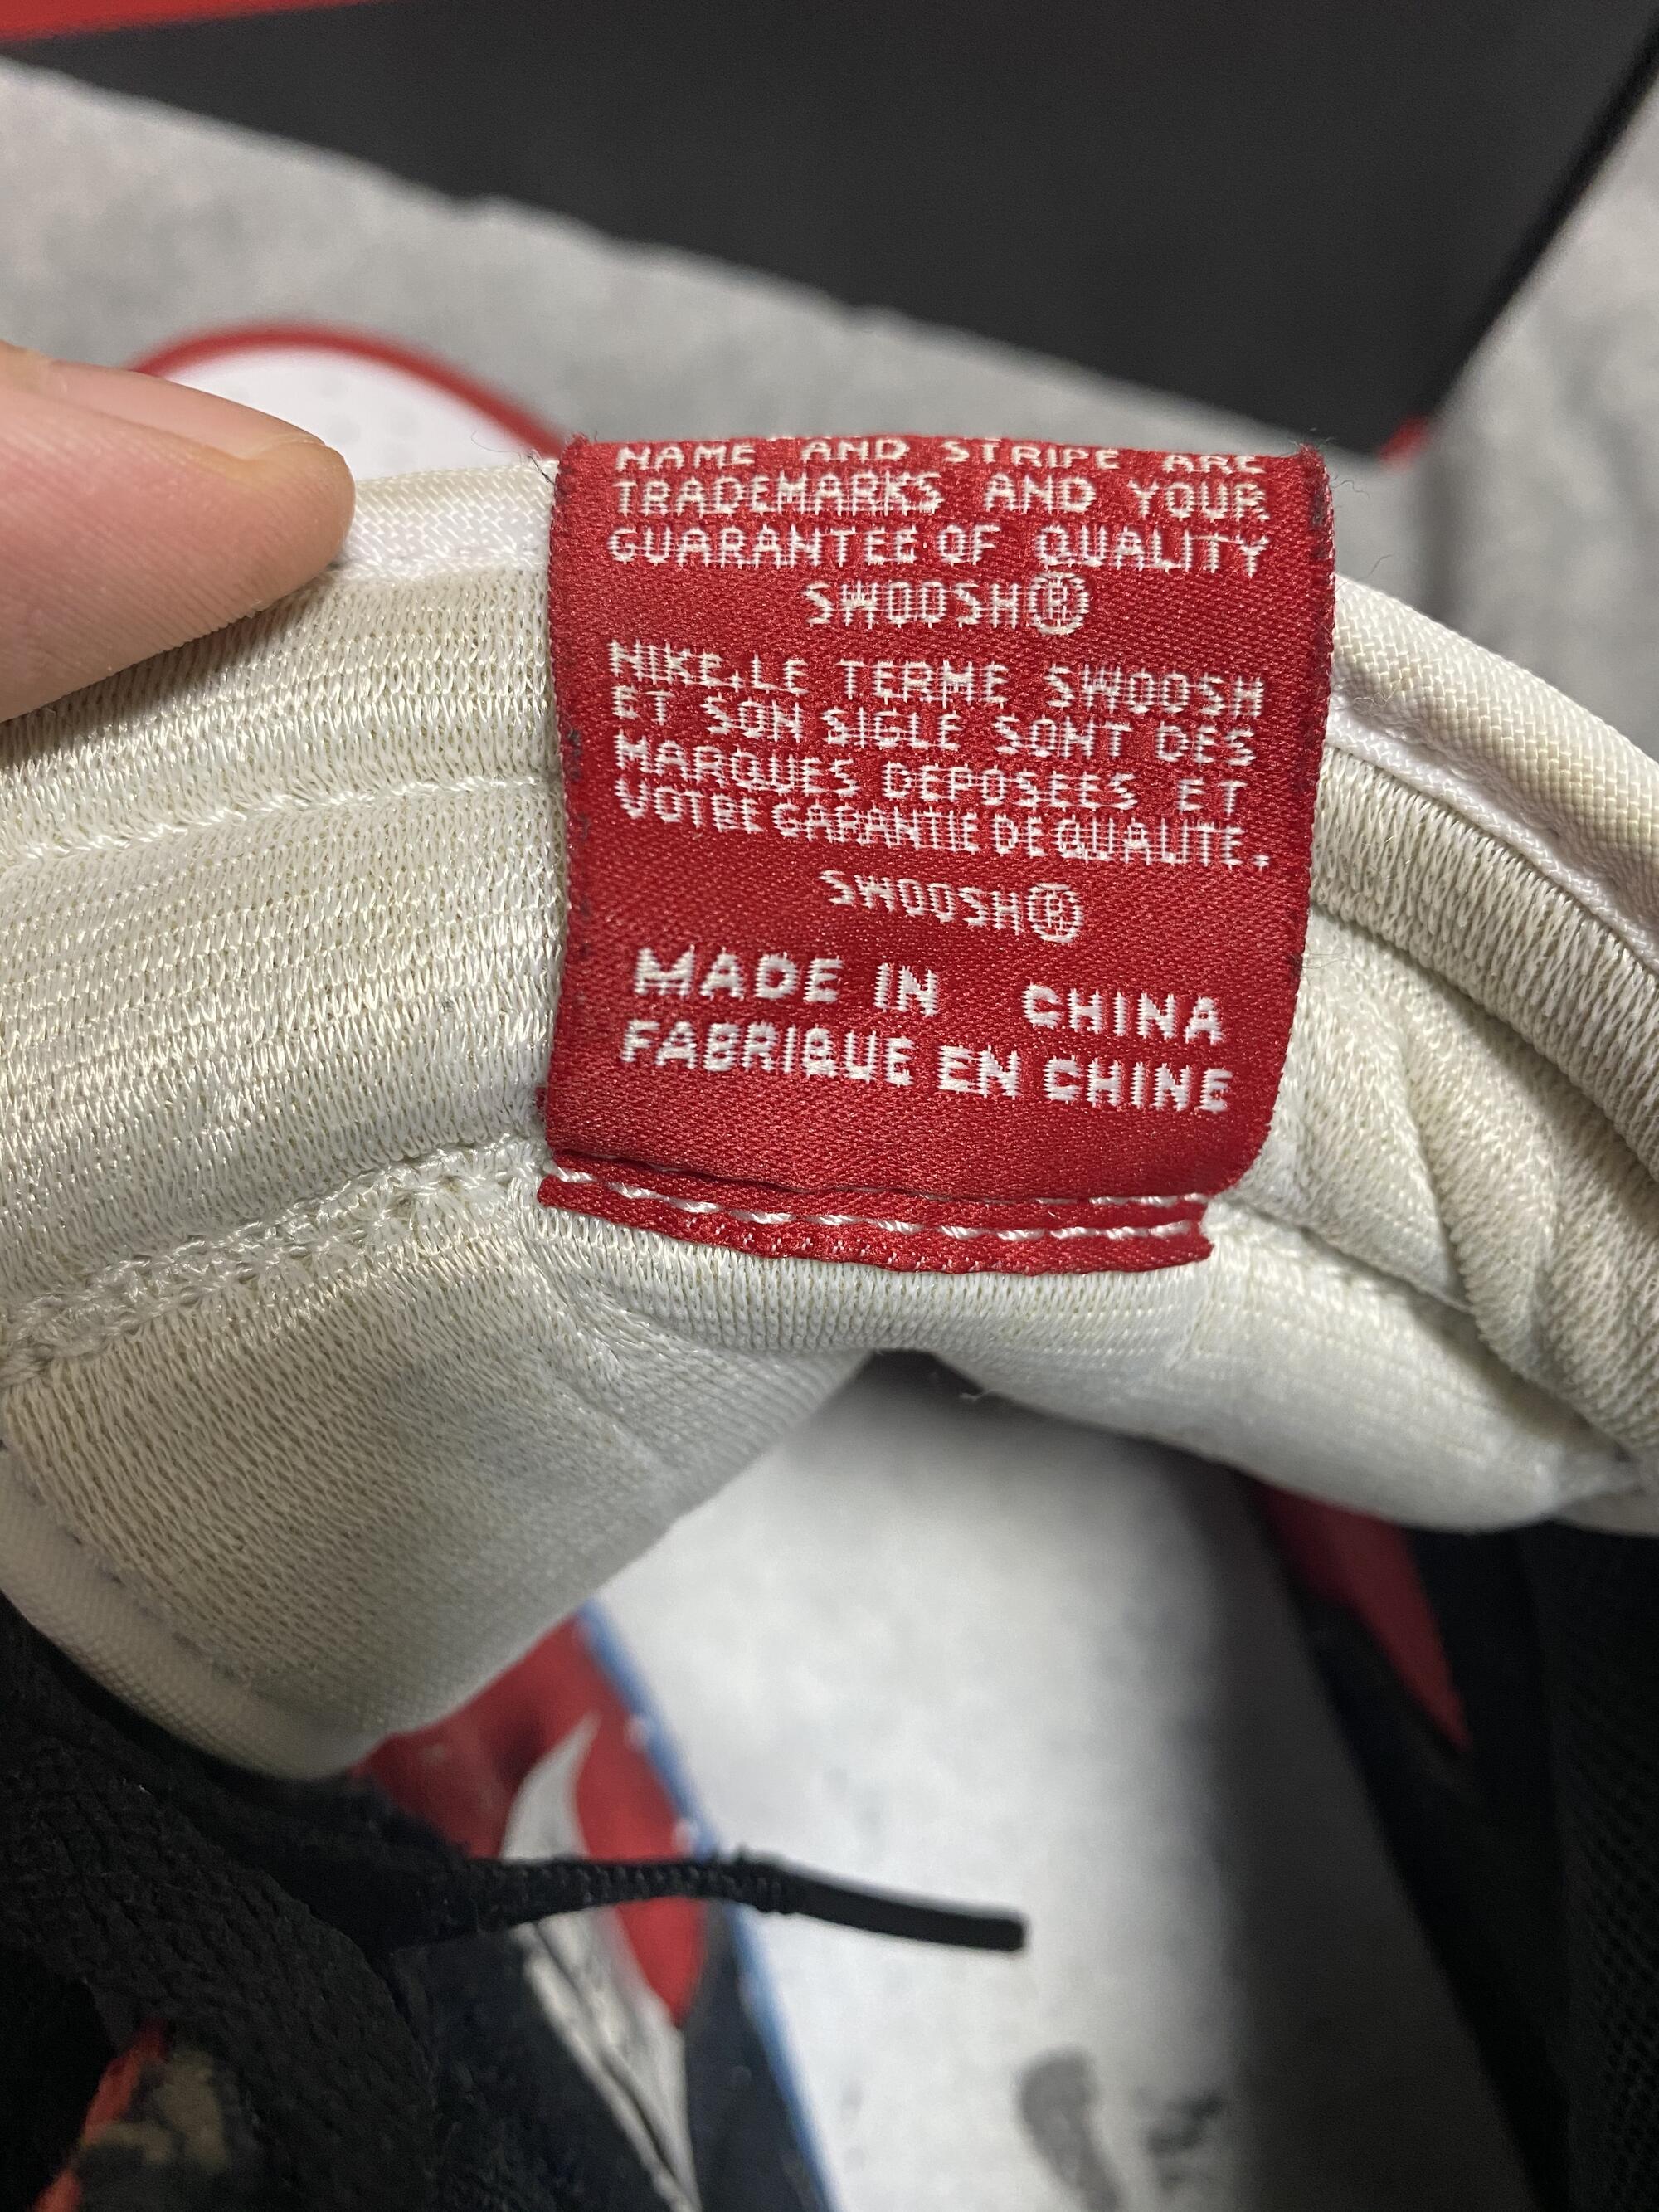 NAME AND STRIPE ARE
TRADEMARKS AND YOUR
GUARANTEE OF QUALITY
SWOOSH®
NIKE,LE TERME SWOOSH
ET SON SIGLE SONT DES
MARQUES DEPOSEES ET
VOTRE GARANTIE DE QUALITE.
SWOOSH®
MADE IN CHINA
FABRIQUE EN CHINE